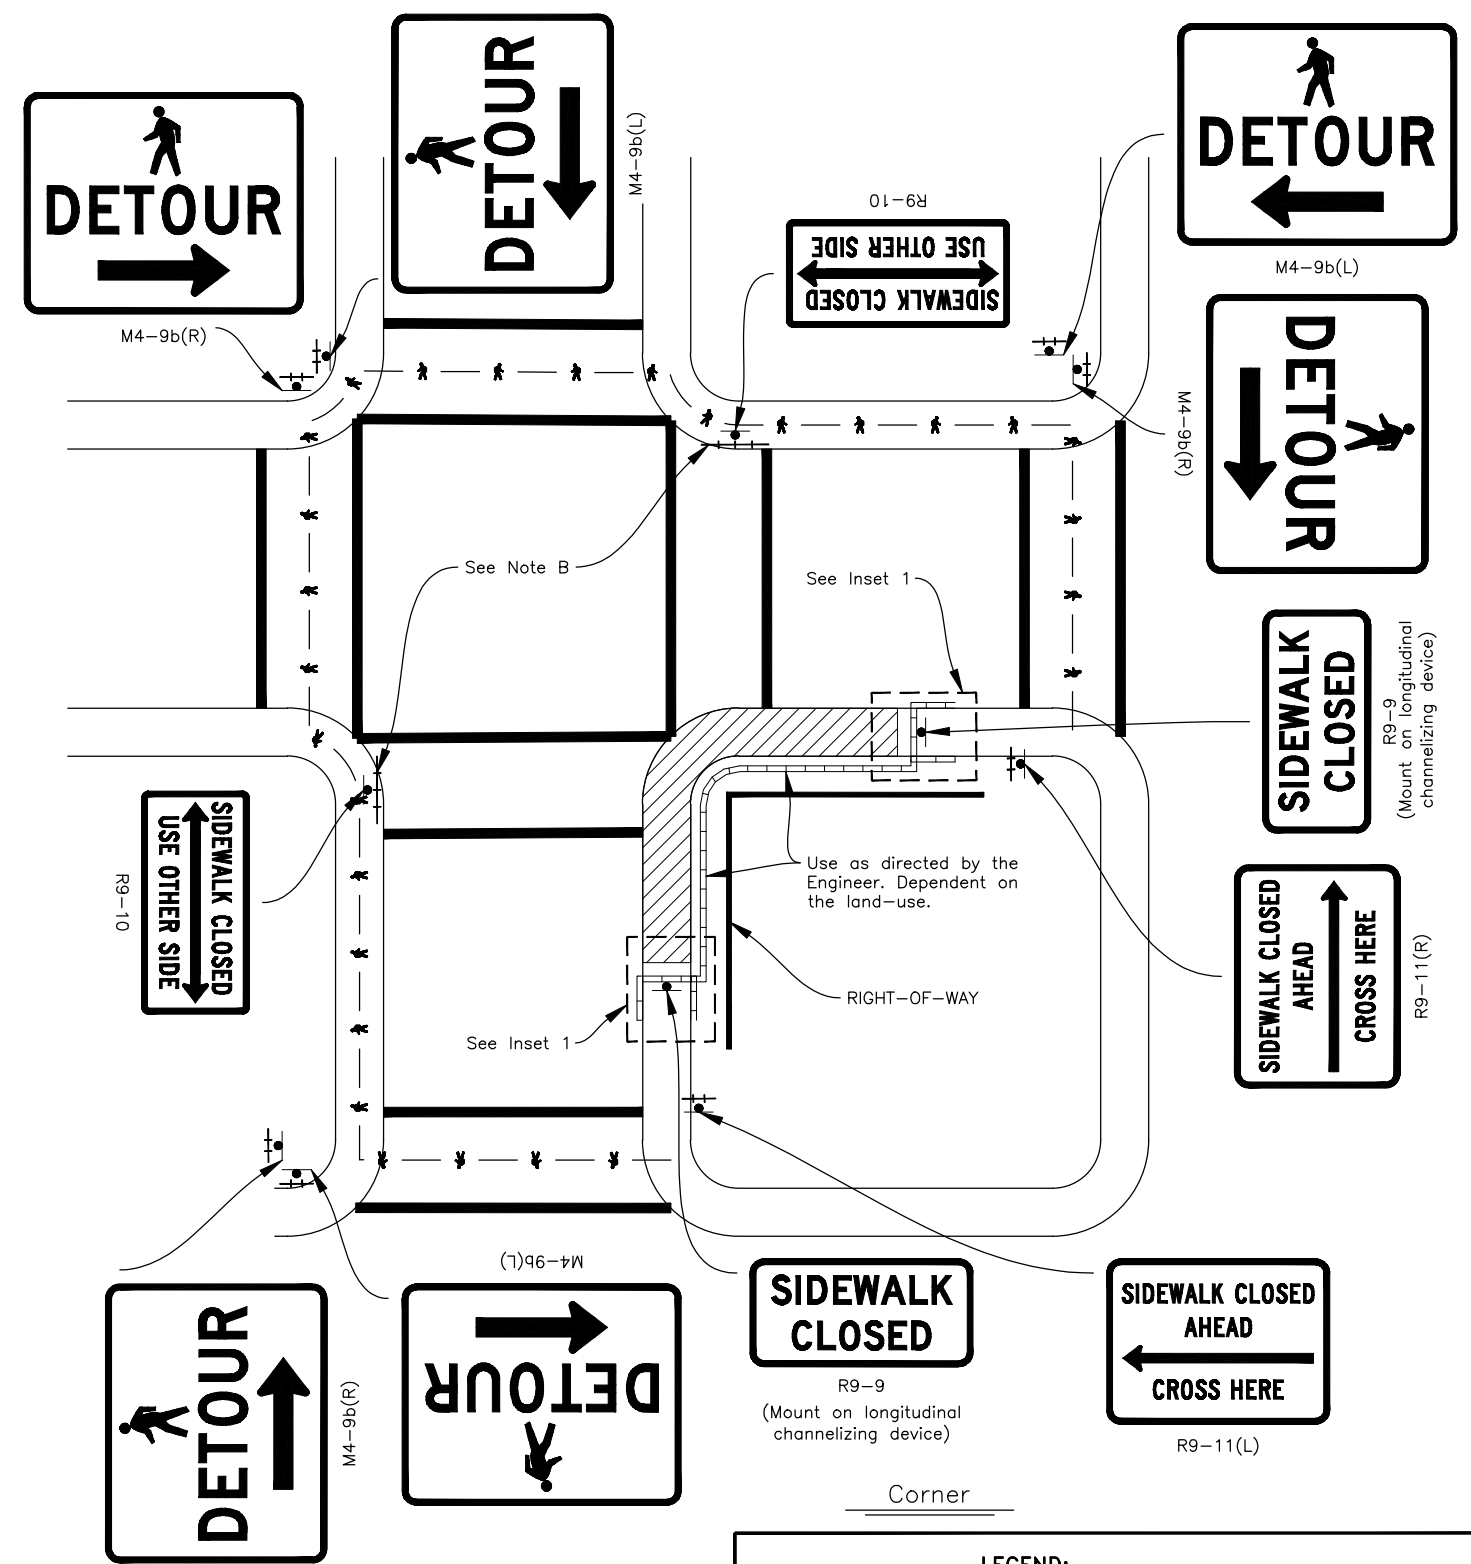 DETOUR
M4-9b(L)
DETOUR
M4-9b(R)
DETOUR
M4-9b(L)
R9-10
SIDEWALK CLOSED
USE OTHER SIDE
DETOUR
M4-9b(R)
See Note B
See Inset 1
SIDEWALK
CLOSED
R9-9
(Mount on longitudinal
channelizing device)
SIDEWALK CLOSED
USE OTHER SIDE
R9-10
Use as directed by the
Engineer. Dependent on
the land-use.
SIDEWALK CLOSED
AHEAD
CROSS HERE
R9-11(R)
RIGHT-OF-WAY
See Inset 1
M4-9b(L)
DETOUR
DETOUR
M4-9b(R)
SIDEWALK
CLOSED
R9-9
(Mount on longitudinal
channelizing device)
SIDEWALK CLOSED
AHEAD
CROSS HERE
R9-11(L)
Corner
LEGEND: